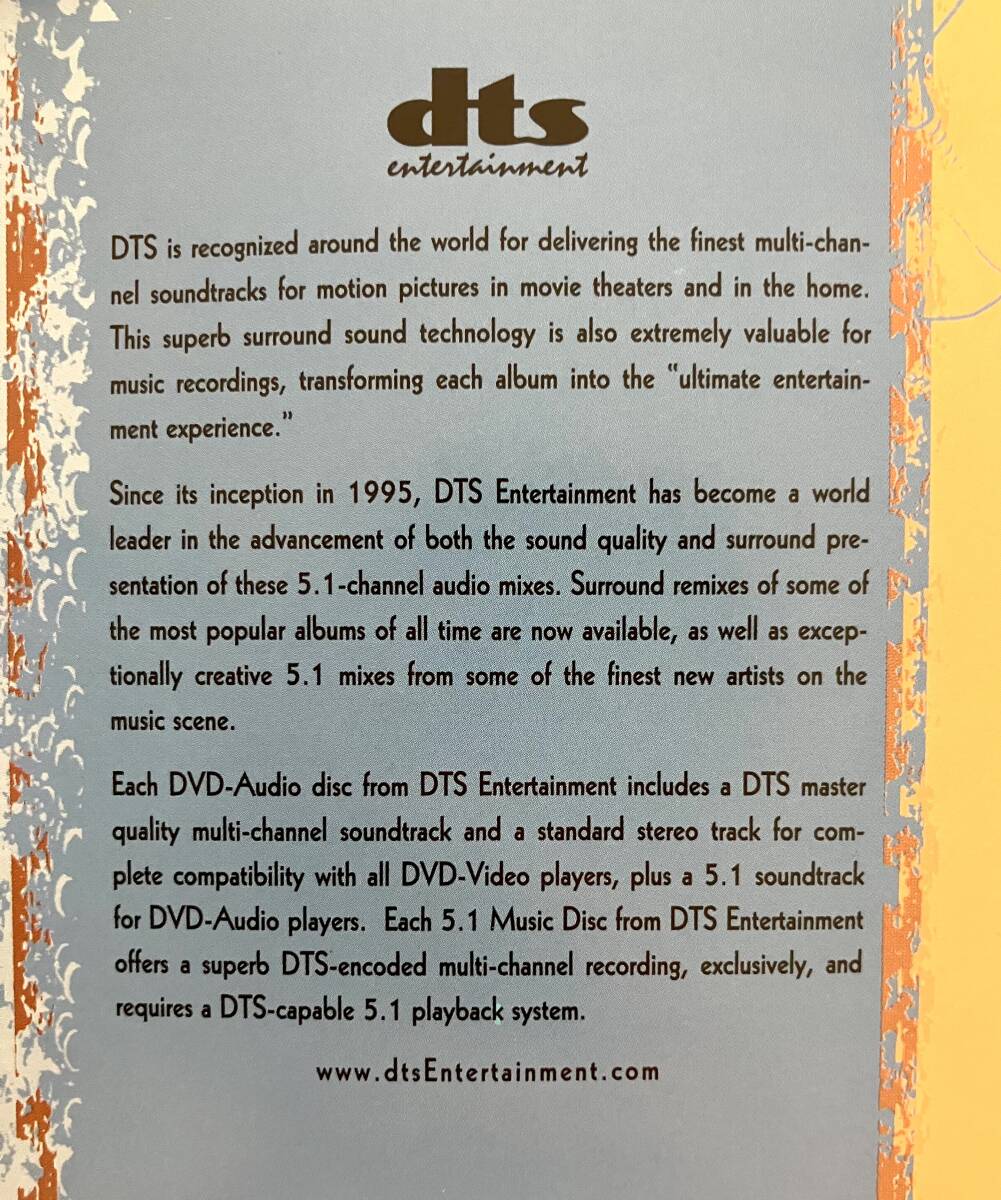 dts
entertainment
DTS is recognized around the world for delivering the finest multi-chan-
nel soundtracks for motion pictures in movie theaters and in the home.
This superb surround sound technology is also extremely valuable for
music recordings, transforming each album into the "ultimate entertain-
ment experience."
Since its inception in 1995, DTS Entertainment has become a world
leader in the advancement of both the sound quality and surround pre-
sentation of these 5.1-channel audio mixes. Surround remixes of some of
the most popular albums of all time are now available, as well as excep-
tionally creative 5.1 mixes from some of the finest new artists on the
music scene.
Each DVD-Audio disc from DTS Entertainment includes a DTS master
quality multi-channel soundtrack and a standard stereo track for com-
plete compatibility with all DVD-Video players, plus a 5.1 soundtrack
for DVD-Audio players. Each 5.1 Music Disc from DTS Entertainment
offers a superb DTS-encoded multi-channel recording, exclusively, and
requires a DTS-capable 5.1 playback system.
www.dtsEntertainment.com